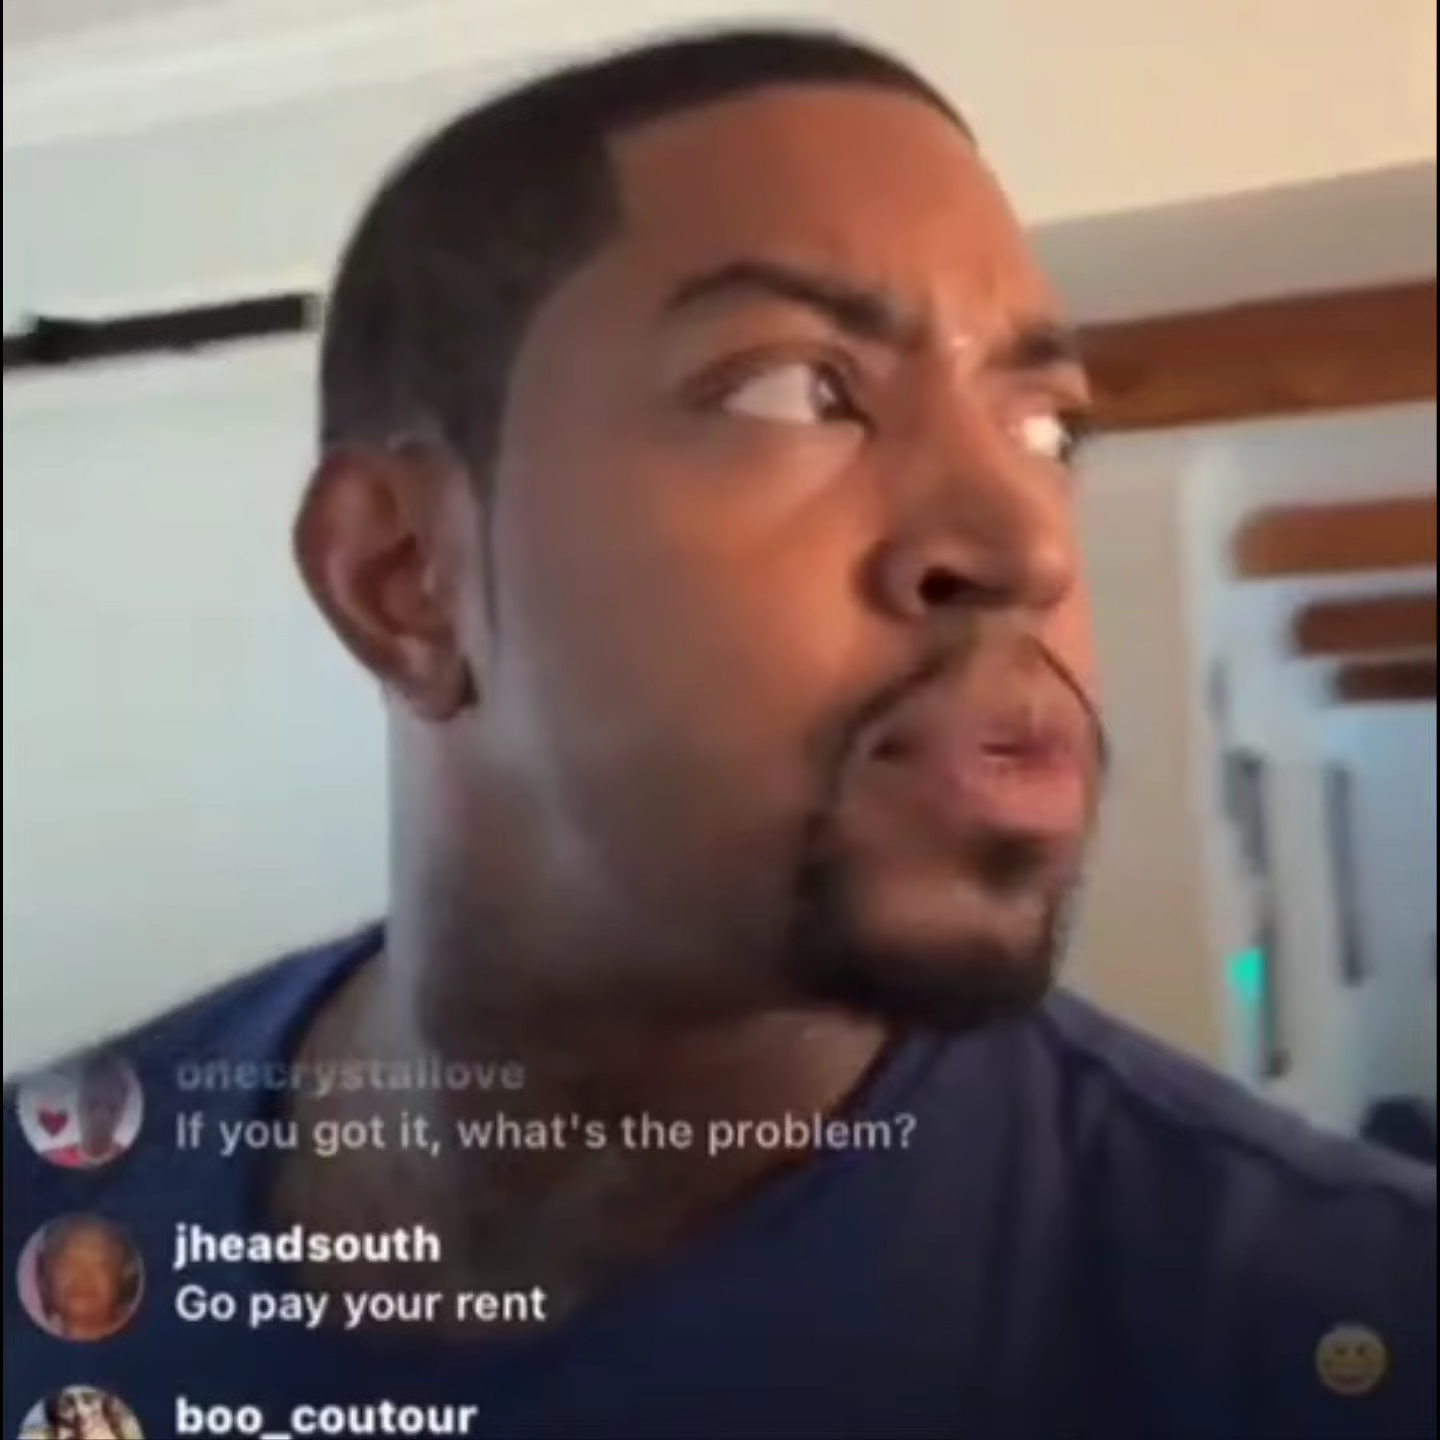 onecrystallove
If you got it, what's the problem?
jheadsouth
Go pay your rent
boo_coutour